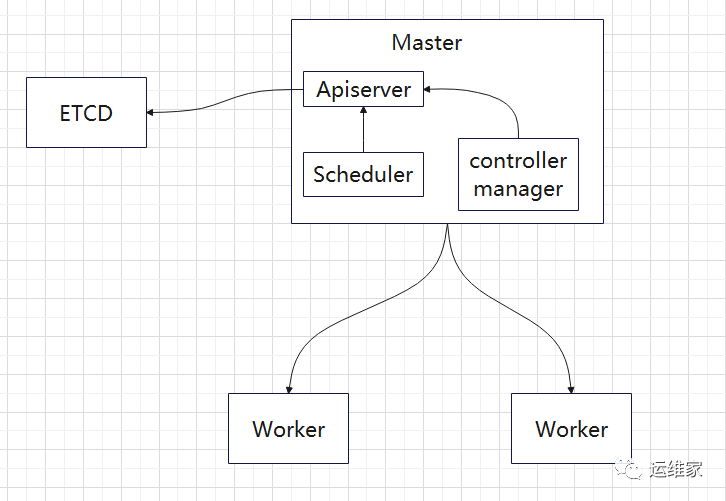 Master
Apiserver
ETCD
Scheduler
controller
manager
Worker
Worker
运维家